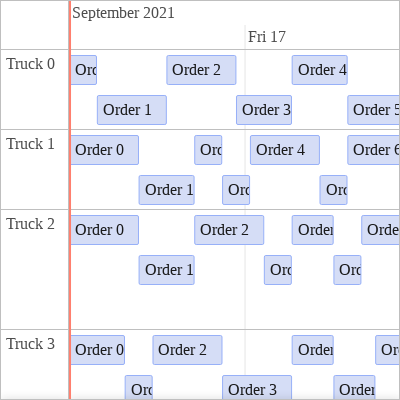 September 2021
Fri 17
Truck 0
Ord
Order 2
Order 4
Order 1
Order 3
Order 5
Truck 1
Order 0
Ord
Order 4
Order 6
Order 1
Ord
Ord
Truck 2
Order 0
Order 2
Order
Orde
Order 1
Ord
Ord
Truck 3
Order 0
Order 2
Order
Or
Ord
Order 3
Order